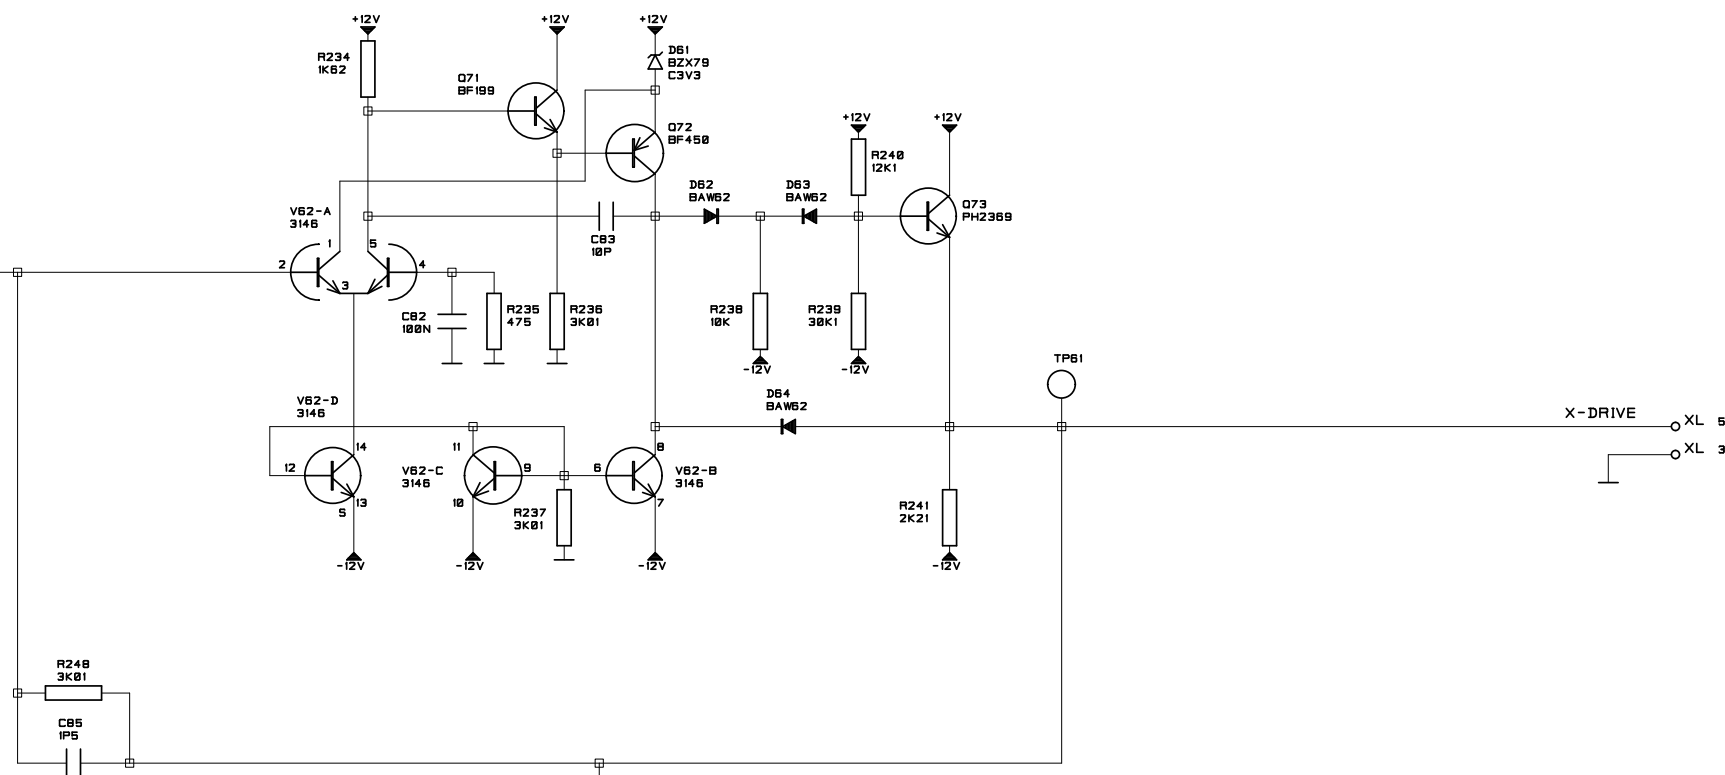 +12V
+12V
+12V
R234
1K62
D61
BZX79
C3V3
Q71
BF199
Q72
BF450
+12V
+12V
R240
12K1
D62
BAW62
D63
BAW62
Q73
PH2369
V62-A
3146
C83
10P
1
5
2
4
3
C82
100N
R235
475
R236
3K01
R238
10K
R239
30K1
-12V
-12V
TP61
D64
BAW62
V62-D
3146
X-DRIVE
XL 5
XL 3
14
11
8
12
9
6
V62-C
3146
V62-B
3146
13
10
7
S
R237
3K01
R241
2K21
-12V
-12V
-12V
-12V
R248
3K01
C85
1P5